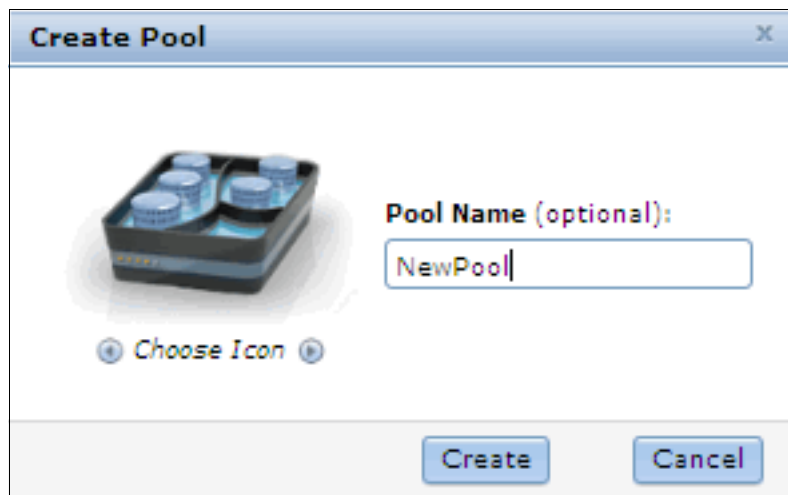 Create Pool
x
Pool Name (optional):
NewPool
Choose Icon
Create
Cancel